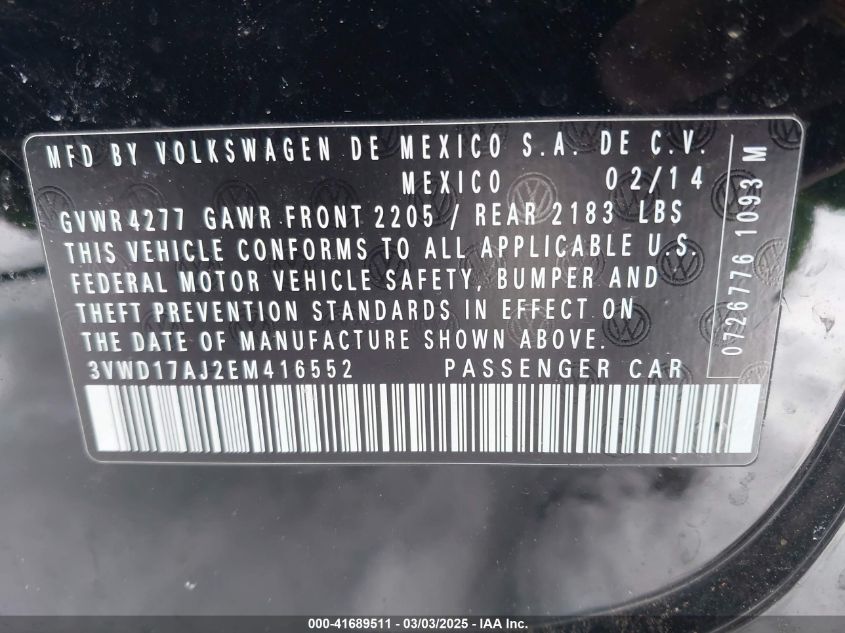 MFD BY VOLKSWAGEN DE MEXICO S.A. DE C.V.
MEXICO 02/14
GVWR 4277 GAWR FRONT 2205 / REAR 2183 LBS
THIS VEHICLE CONFORMS TO ALL APPLICABLE U.S.
FEDERAL MOTOR VEHICLE SAFETY, BUMPER AND
THEFT PREVENTION STANDARDS IN EFFECT ON
THE DATE OF MANUFACTURE SHOWN ABOVE.
3VWD17AJ2EM416552 PASSENGER CAR
0726776 1093 M
000-41689511 — 03/03/2025 — IAA Inc.